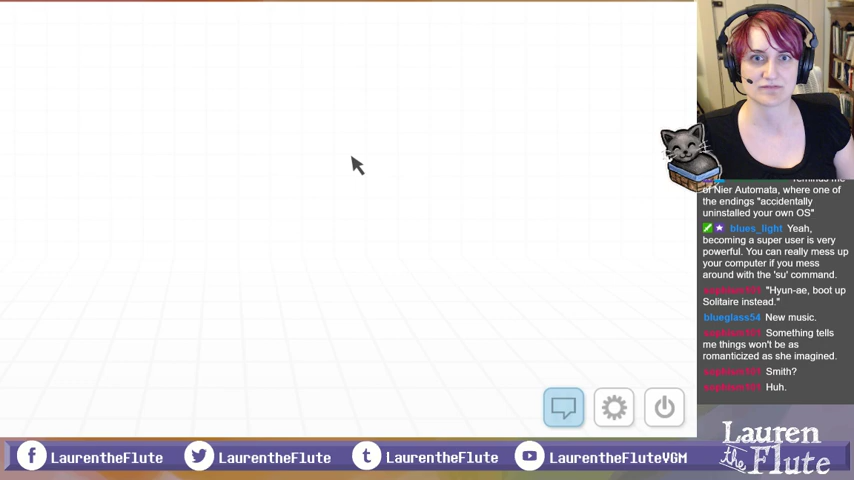 reminds me
of Nier Automata, where one of
the endings "accidentally
uninstalled your own OS"
blues_light Yeah,
becoming a super user is very
powerful. You can really mess up
your computer if you mess
around with the 'su' command.
"Hyun-ae, boot up
Solitaire instead."
blueglass54 New music.
Something tells
me things won't be as
romanticized as she imagined.
Smith?
Huh.
LaurentheFlute
LaurentheFlute
LaurentheFlute
LaurentheFluteVGM
Lauren
the Flute